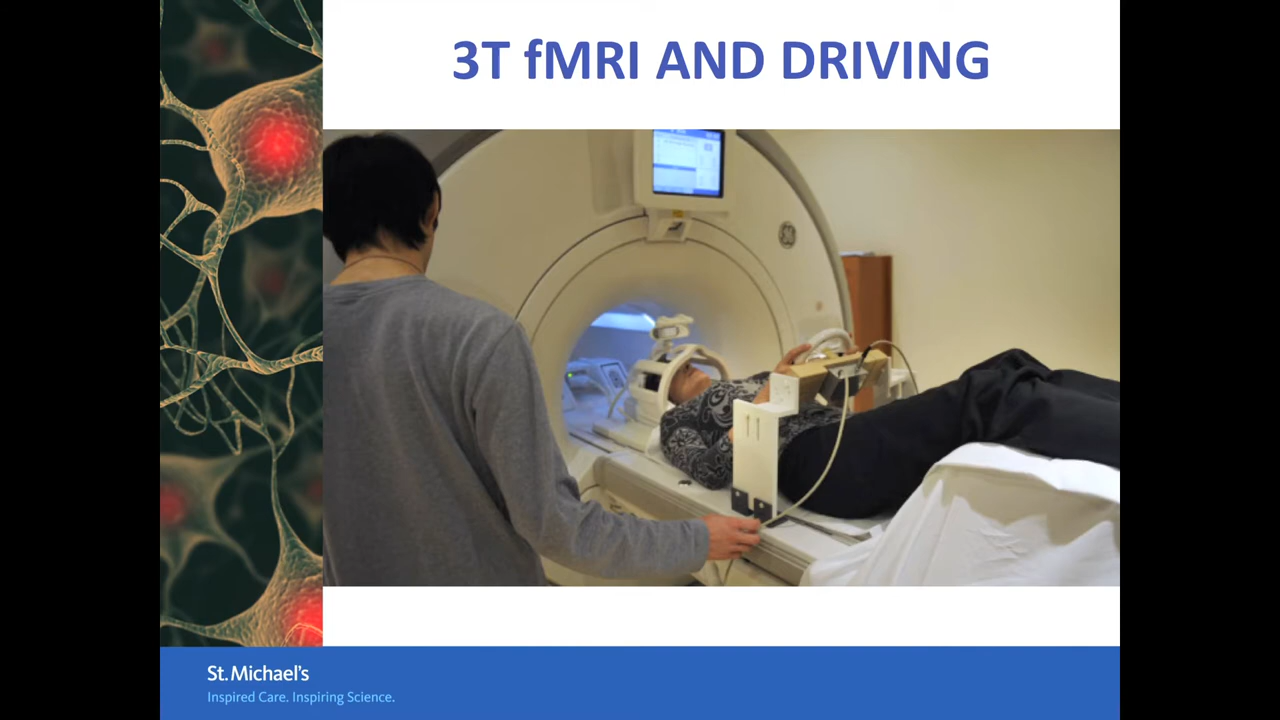 3T fMRI AND DRIVING
St. Michael's
Inspired Care. Inspiring Science.